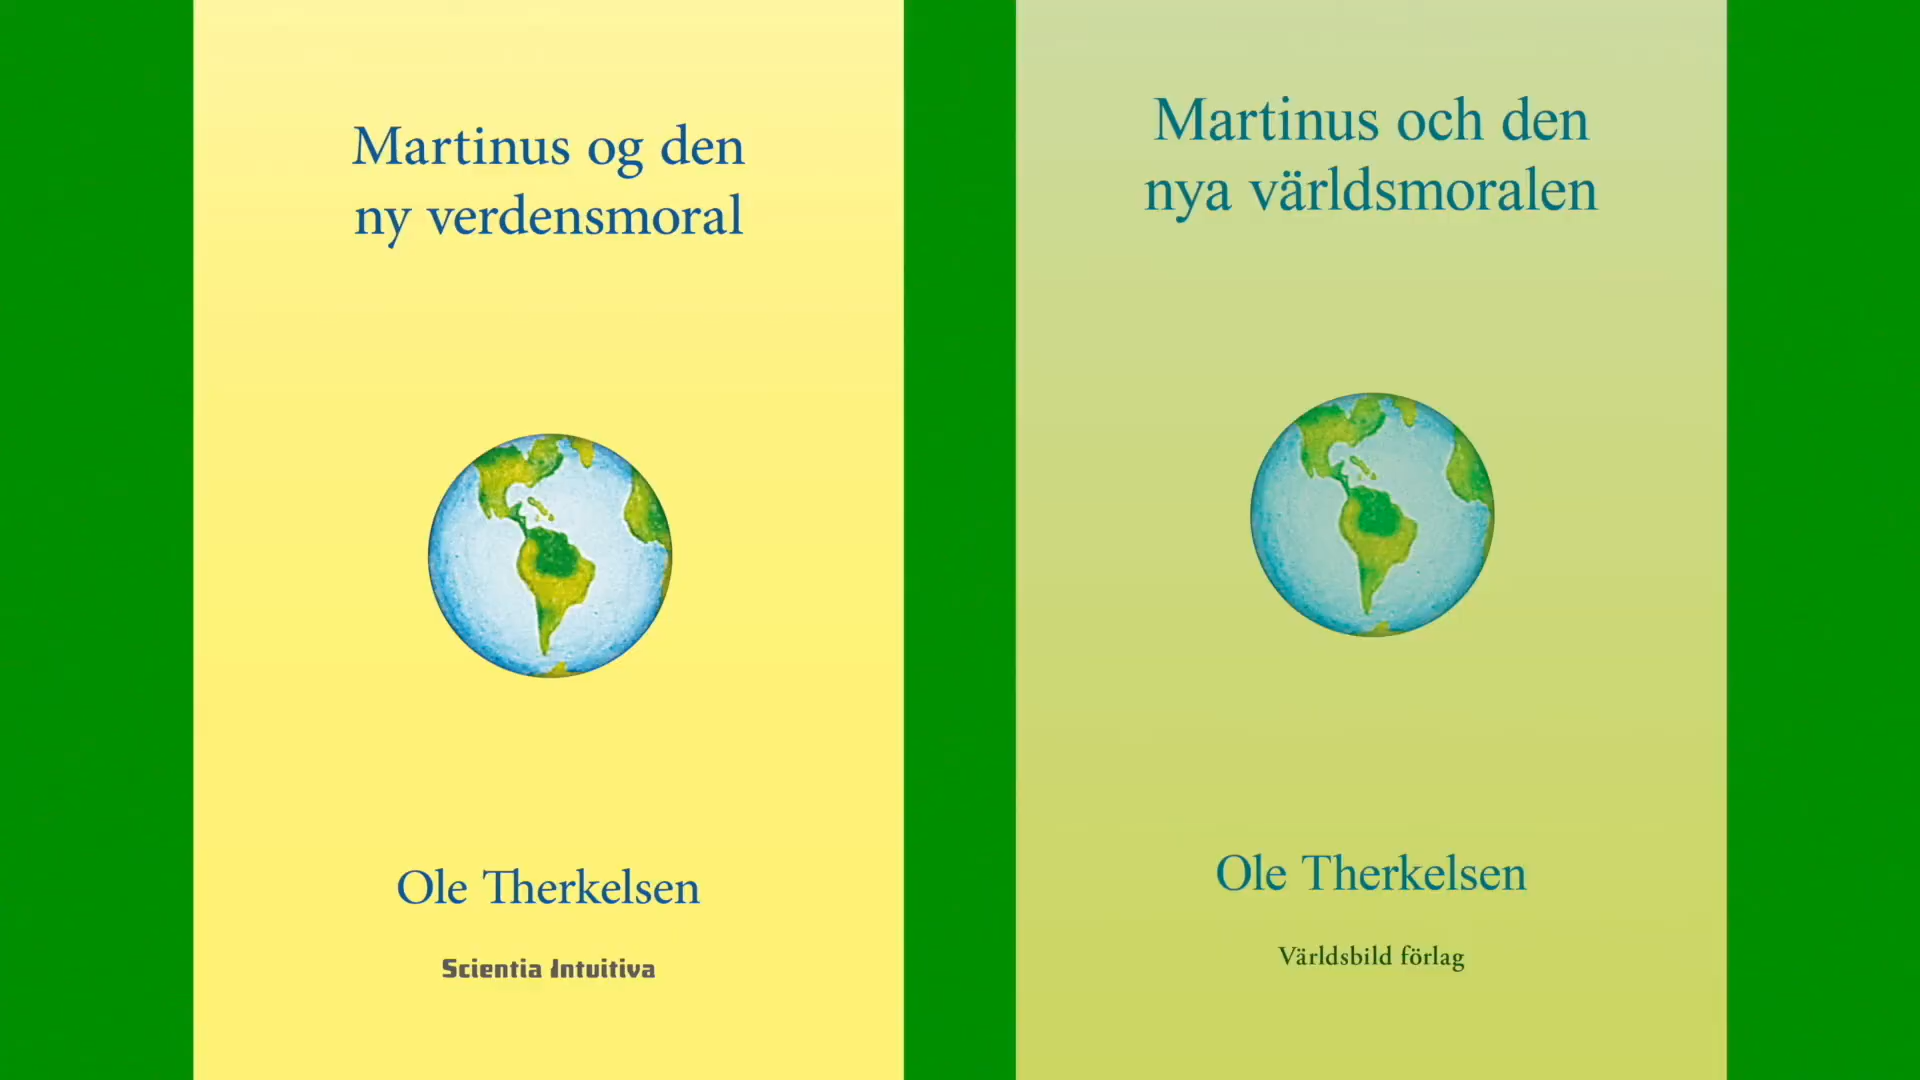 Martinus og den
ny verdensmoral
Ole Therkelsen
Scientia Intuitiva
Martinus och den
nya världsmoralen
Ole Therkelsen
Världsbild förlag